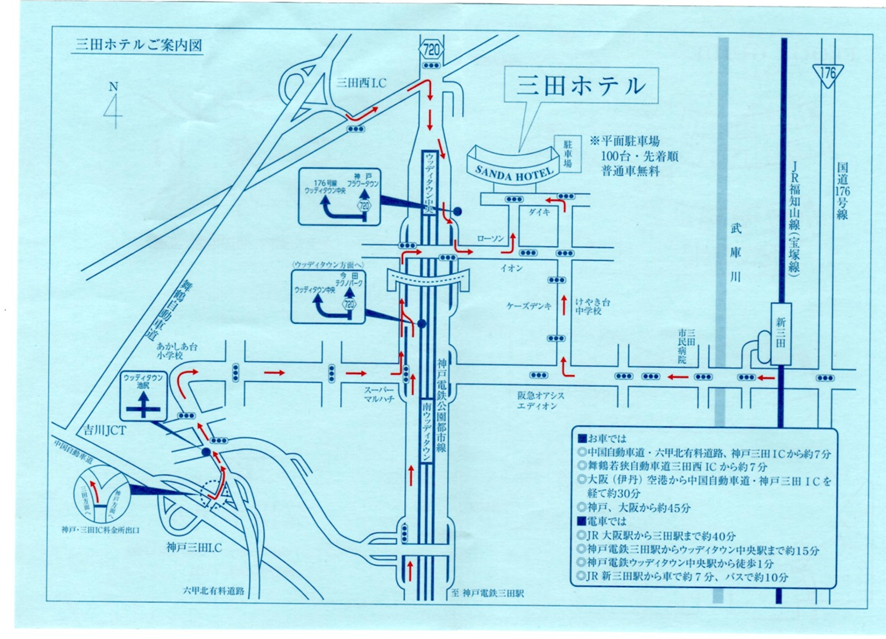 三田ホテルご案内図
N
三田西I.C
720
三田ホテル
駐車場
※平面駐車場
100台・先着順
普通車無料
SANDA HOTEL
ダイキ
176
国道176号線
JR福知山線(宝塚線)
武庫川
新三田
ウッディタウン中央
神戸
フラワータウン
176号線
ウッディタウン中央
720
ローソン
イオン
(ウッディタウン方面へ)
今田
テクノパーク
ウッディタウン中央
720
ケーズデンキ
けやき台
中学校
舞鶴自動車道
あかしあ台
小学校
三田
市民病院
スーパー
マルハチ
神戸電鉄公園都市線
南ウッディタウン
阪急オアシス
エディオン
ウッディタウン
池尻
吉川JCT
中国自動車道
三田方面へ
神戸方面へ
神戸・三田IC料金所出口
神戸三田I.C
六甲北有料道路
至 神戸電鉄三田駅
■お車では
◎中国自動車道・六甲北有料道路、神戸三田ICから約7分
◎舞鶴若狭自動車道三田西ICから約7分
◎大阪(伊丹)空港から中国自動車道・神戸三田ICを
経て約30分
◎神戸、大阪から約45分
■電車では
◎JR大阪駅から三田駅まで約40分
◎神戸電鉄三田駅からウッディタウン中央駅まで約15分
◎神戸電鉄ウッディタウン中央駅から徒歩1分
◎JR新三田駅から車で約7分、バスで約10分